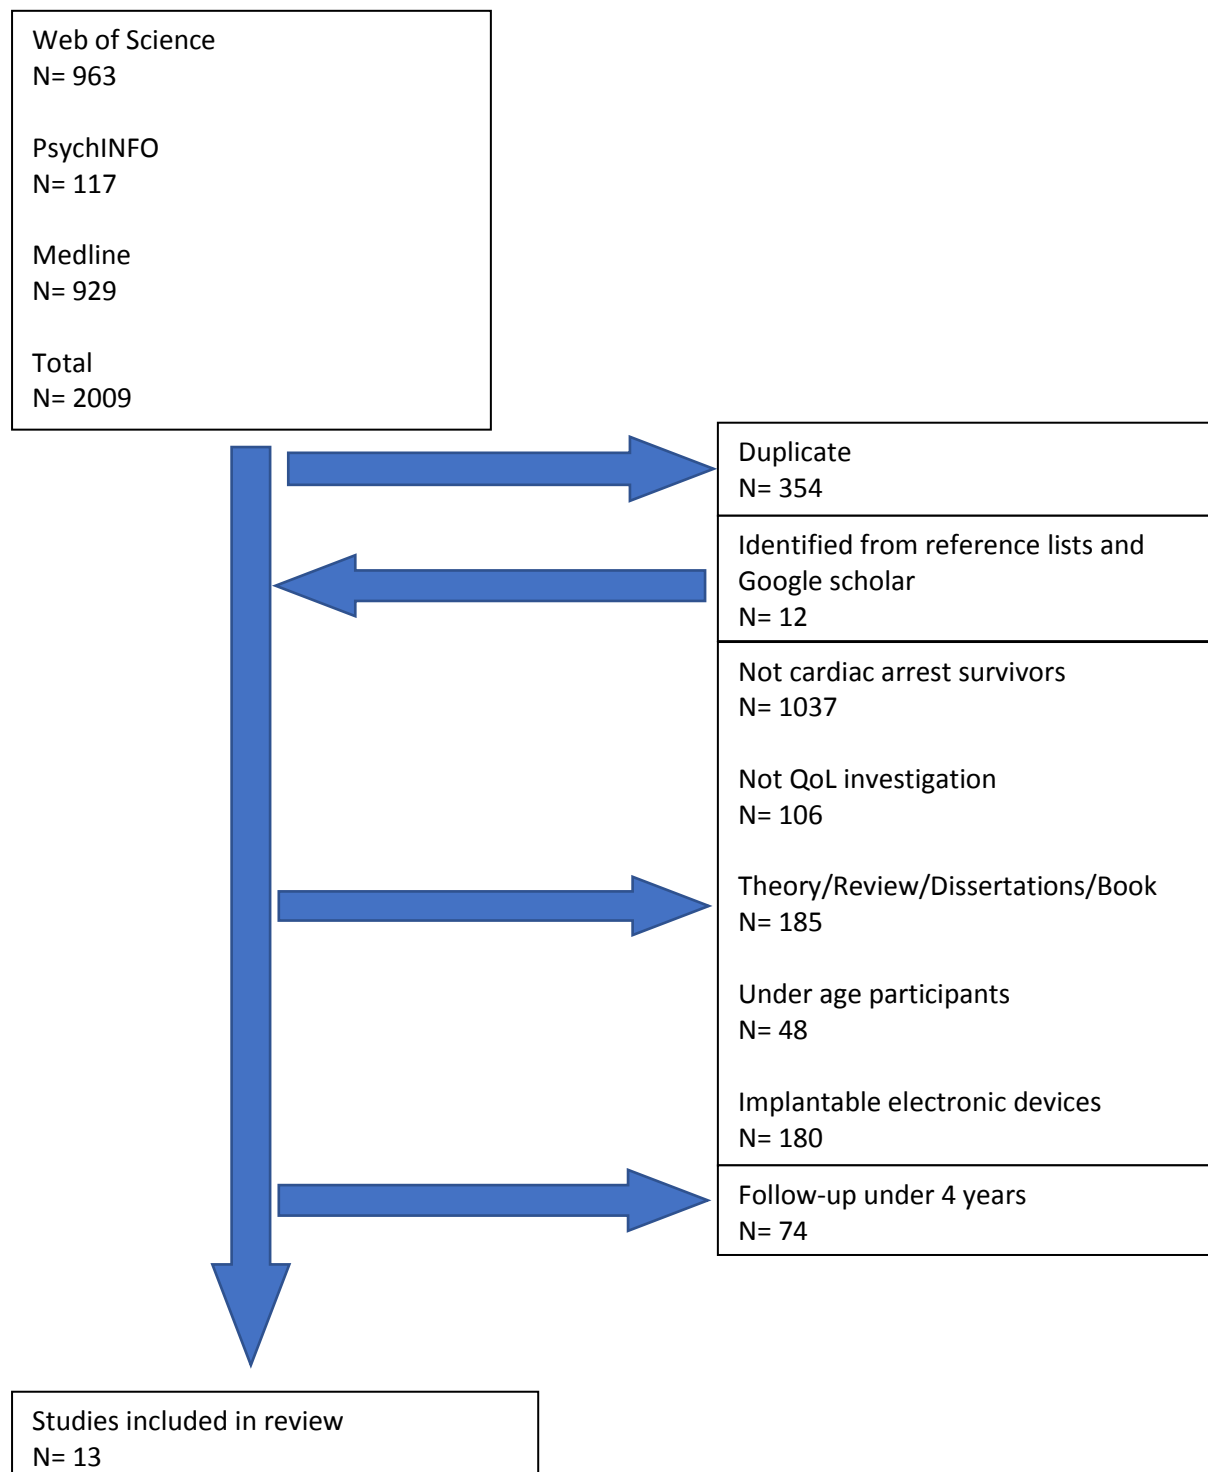 Web of Science
N= 963
PsychINFO
N= 117
Medline
N= 929
Total
N= 2009
Duplicate
N= 354
Identified from reference lists and
Google scholar
N= 12
Not cardiac arrest survivors
N= 1037
Not QoL investigation
N= 106
Theory/Review/Dissertations/Book
N= 185
Under age participants
N= 48
Implantable electronic devices
N= 180
Follow-up under 4 years
N= 74
Studies included in review
N= 13